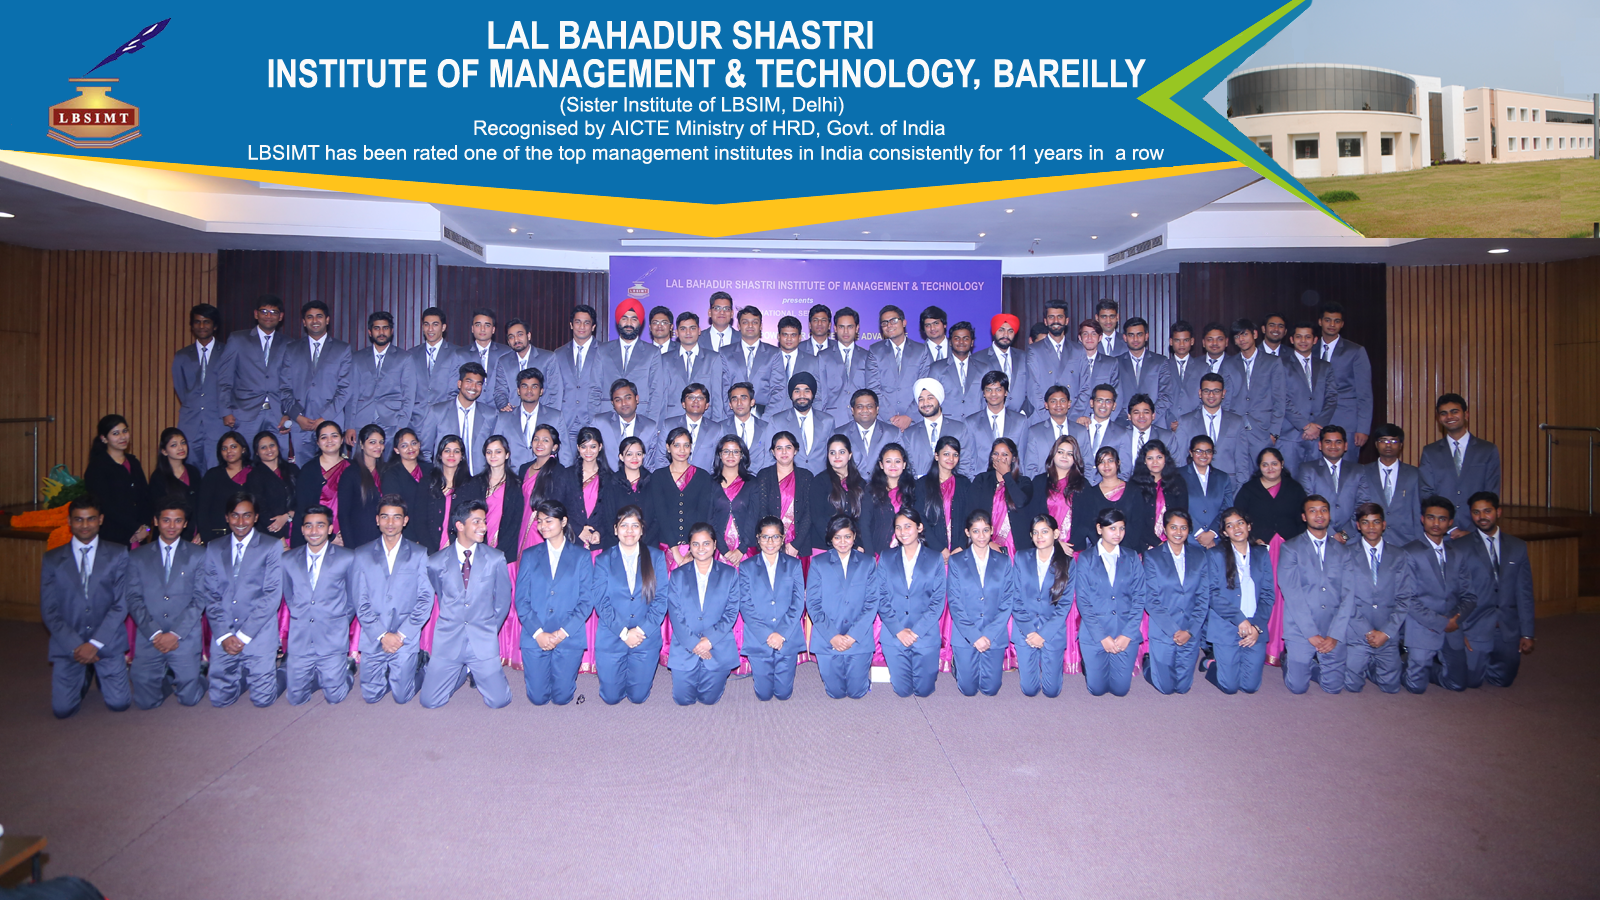 LAL BAHADUR SHASTRI
INSTITUTE OF MANAGEMENT & TECHNOLOGY, BAREILLY
(Sister Institute of LBSIM, Delhi)
Recognised by AICTE Ministry of HRD, Govt. of India
LBSIMT has been rated one of the top management institutes in India consistently for 11 years in a row
LBSIMT
LAL BAHADUR SHASTRI INSTITUTE OF MANAGEMENT & TECHNOLOGY
LBSIMT
presents
NATIONAL